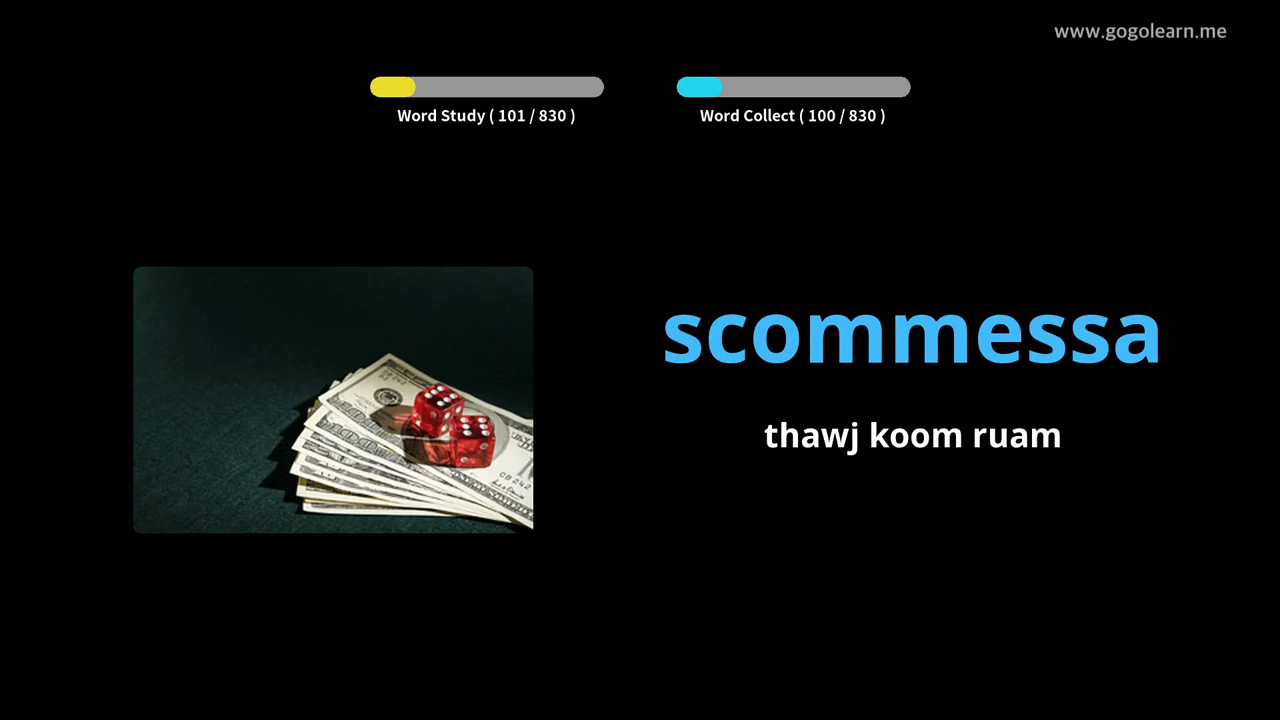 www.gogolearn.me
Word Study ( 101 / 830 )
Word Collect ( 100 / 830 )
scommessa
thawj koom ruam